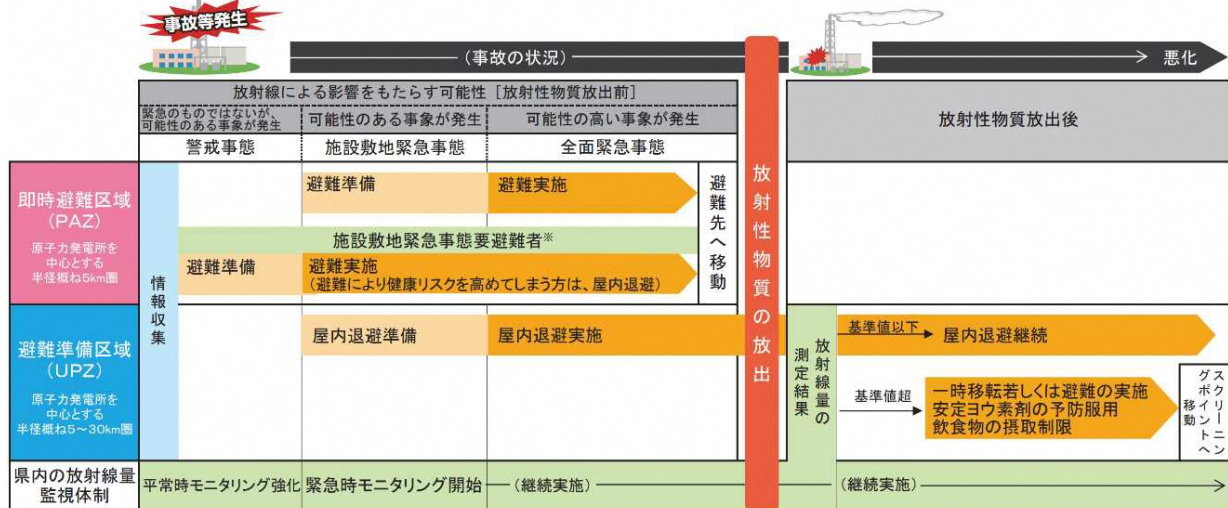 事故等発生
(事故の状況)
悪化
放射線による影響をもたらす可能性［放射性物質放出前］
緊急のものではないが、
可能性のある事象が発生
可能性のある事象が発生
可能性の高い事象が発生
放射性物質放出後
警戒事態
施設敷地緊急事態
全面緊急事態
放射性物質の放出
即時避難区域
(PAZ)
原子力発電所を
中心とする
半径概ね5km圏
情報収集
避難準備
避難実施
施設敷地緊急事態要避難者※
避難準備
避難実施
(避難により健康リスクを高めてしまう方は、屋内退避)
避難先へ移動
避難準備区域
(UPZ)
原子力発電所を
中心とする
半径概ね5～30km圏
屋内退避準備
屋内退避実施
放射線量の
測定結果
基準値以下
屋内退避継続
基準値超
一時移転若しくは避難の実施
安定ヨウ素剤の予防服用
飲食物の摂取制限
スクリーニン
グポイントへ
移動
県内の放射線量
監視体制
平常時モニタリング強化
緊急時モニタリング開始
(継続実施)
(継続実施)